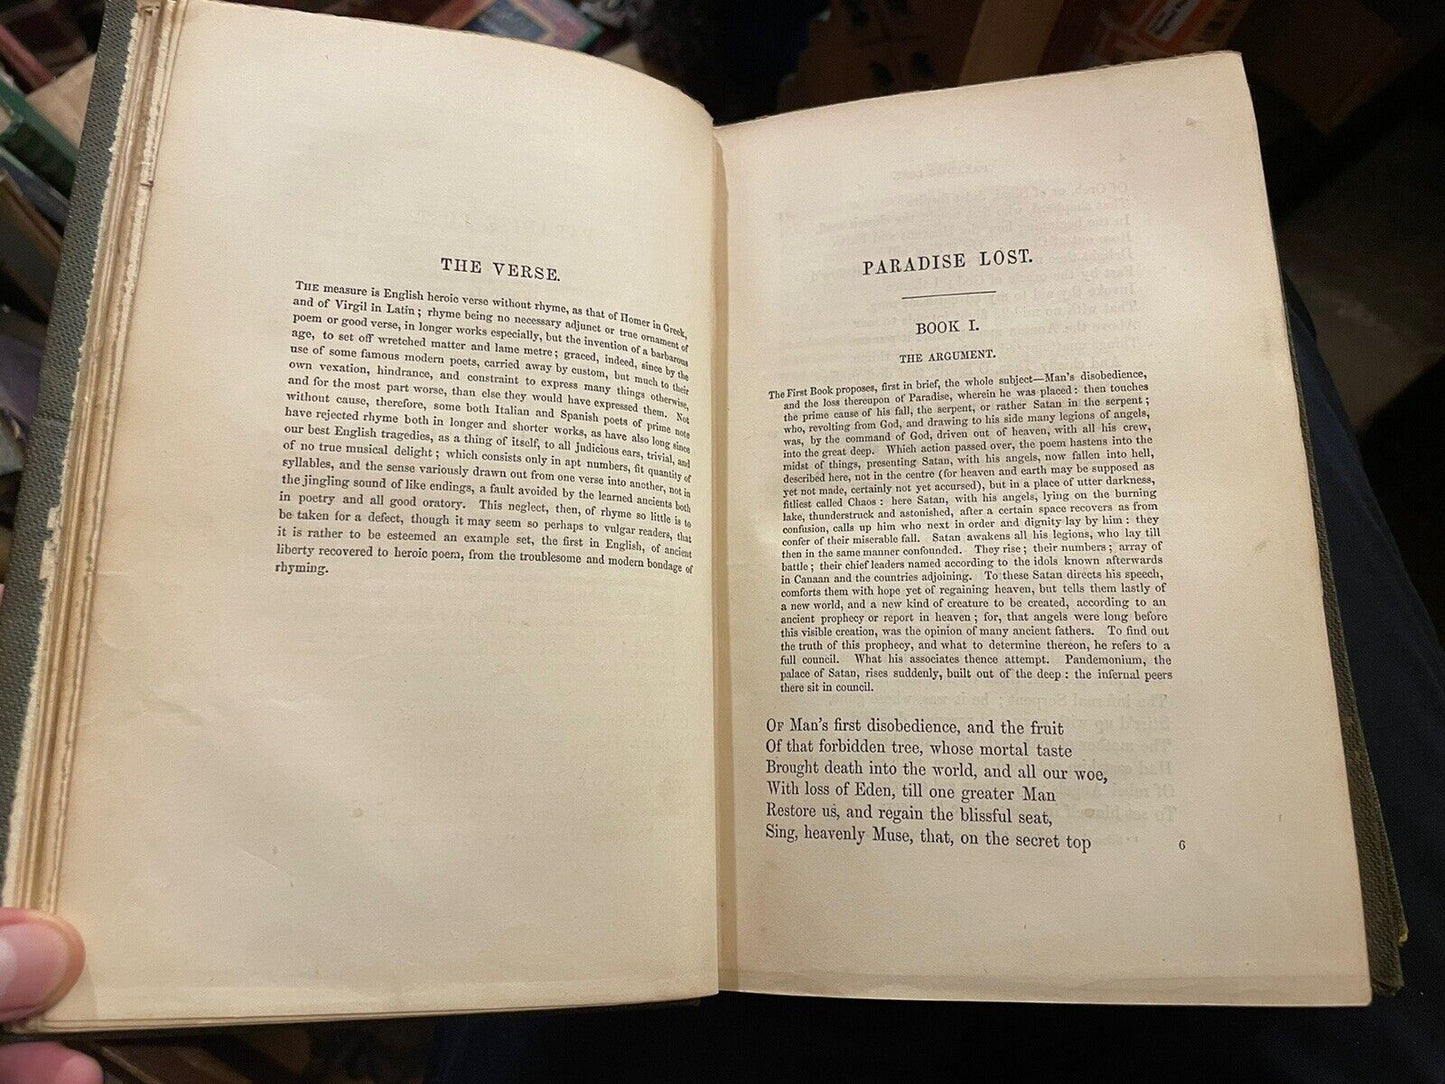 THE VERSE.
THE measure is English heroic verse without rhyme, as that of Homer in Greek,
and of Virgil in Latin; rhyme being no necessary adjunct or true ornament of
poem or good verse, in longer works especially, but the invention of a barbarous
age, to set off wretched matter and lame metre; graced, indeed, since by the
use of some famous modern poets, carried away by custom, but much to their
own vexation, hindrance, and constraint to express many things otherwise,
and for the most part worse, than else they would have expressed them. Not
without cause, therefore, some both Italian and Spanish poets of prime note
have rejected rhyme both in longer and shorter works, as have also long since
our best English tragedies, as a thing of itself, to all judicious ears, trivial, and
of no true musical delight; which consists only in apt numbers, fit quantity of
syllables, and the sense variously drawn out from one verse into another, not in
the jingling sound of like endings, a fault avoided by the learned ancients both
in poetry and all good oratory. This neglect, then, of rhyme so little is to
be taken for a defect, though it may seem so perhaps to vulgar readers, that
it is rather to be esteemed an example set, the first in English, of ancient
liberty recovered to heroic poem, from the troublesome and modern bondage of
rhyming.
PARADISE LOST.
BOOK I.
THE ARGUMENT.
The First Book proposes, first in brief, the whole subject—Man's disobedience,
and the loss thereupon of Paradise, wherein he was placed: then touches
the prime cause of his fall, the serpent, or rather Satan in the serpent;
who, revolting from God, and drawing to his side many legions of angels,
was, by the command of God, driven out of heaven, with all his crew,
into the great deep. Which action passed over, the poem hastens into the
midst of things, presenting Satan, with his angels, now fallen into hell,
described here, not in the centre (for heaven and earth may be supposed as
yet not made, certainly not yet accursed), but in a place of utter darkness,
fitliest called Chaos: here Satan, with his angels, lying on the burning
lake, thunderstruck and astonished, after a certain space recovers as from
confusion, calls up him who next in order and dignity lay by him: they
confer of their miserable fall. Satan awakens all his legions, who lay till
then in the same manner confounded. They rise; their numbers; array of
battle; their chief leaders named according to the idols known afterwards
in Canaan and the countries adjoining. To these Satan directs his speech,
comforts them with hope yet of regaining heaven, but tells them lastly of
a new world, and a new kind of creature to be created, according to an
ancient prophecy or report in heaven; for, that angels were long before
this visible creation, was the opinion of many ancient fathers. To find out
the truth of this prophecy, and what to determine thereon, he refers to a
full council. What his associates thence attempt. Pandemonium, the
palace of Satan, rises suddenly, built out of the deep: the infernal peers
there sit in council.
OF Man's first disobedience, and the fruit
Of that forbidden tree, whose mortal taste
Brought death into the world, and all our woe,
With loss of Eden, till one greater Man
Restore us, and regain the blissful seat,
Sing, heavenly Muse, that, on the secret top
6